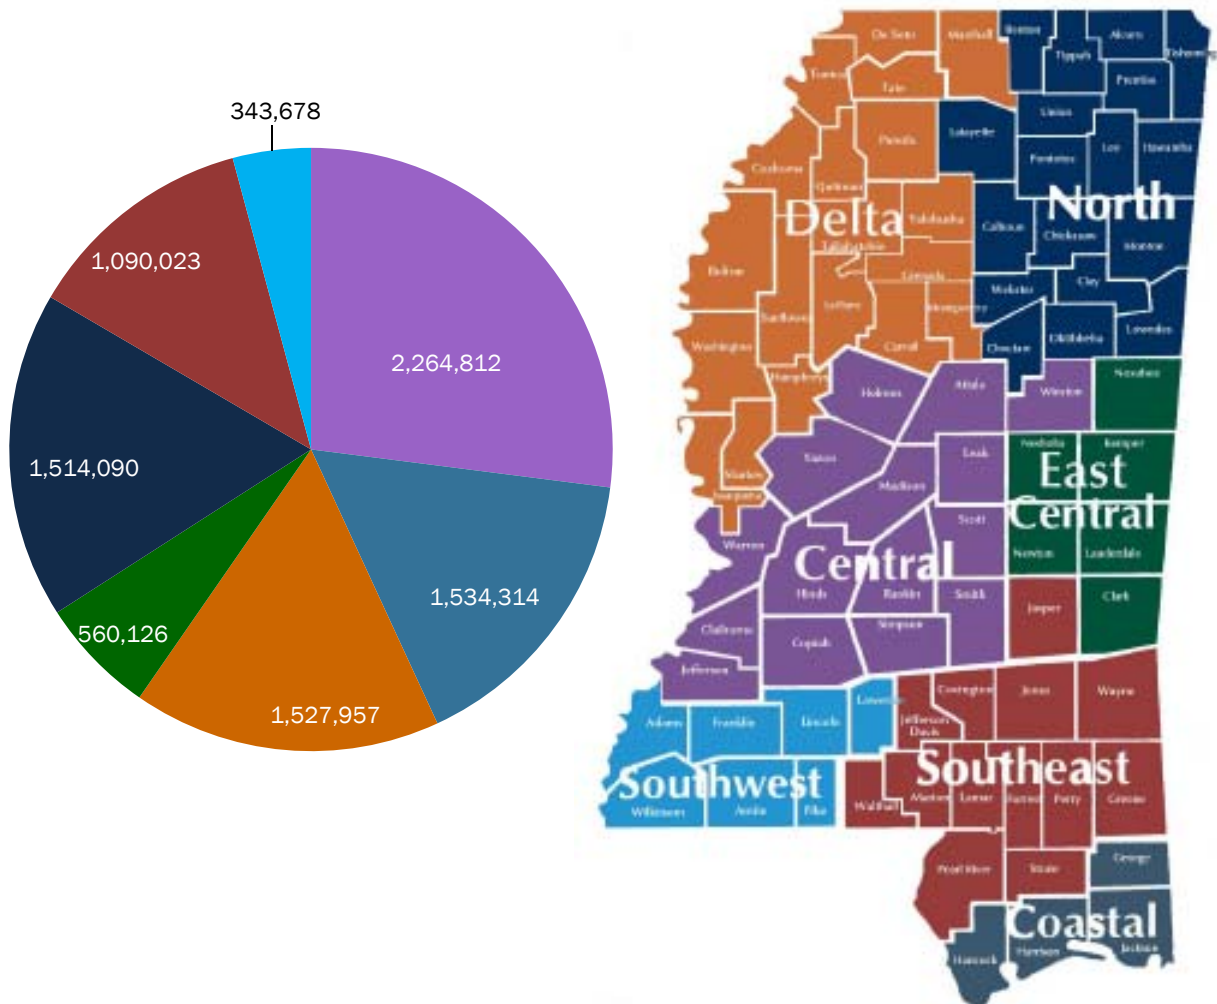 343,678
1,090,023
2,264,812
1,514,090
1,534,314
560,126
1,527,957
De Soto
Marshall
Benton
Tippah
Alcorn
Tishomingo
Tunica
Tate
Prentiss
Union
Panola
Lafayette
Pontotoc
Lee
Itawamba
Coahoma
Quitman
Delta
North
Yalobusha
Calhoun
Chickasaw
Monroe
Tallahatchie
Bolivar
Grenada
Webster
Clay
Sunflower
Leflore
Montgomery
Washington
Carroll
Choctaw
Oktibbeha
Lowndes
Humphreys
Holmes
Attala
Winston
Noxubee
Yazoo
Leak
Neshoba
Kemper
East
Central
Sharkey
Madison
Issaquena
Scott
Warren
Newton
Lauderdale
Central
Hinds
Rankin
Smith
Jasper
Clark
Claiborne
Copiah
Simpson
Jefferson
Covington
Jones
Wayne
Adams
Franklin
Lincoln
Lawrence
Jefferson
Davis
Southwest
Southeast
Wilkinson
Amite
Pike
Walthall
Marion
Lamar
Forrest
Perry
Greene
Pearl River
Stone
George
Coastal
Hancock
Harrison
Jackson